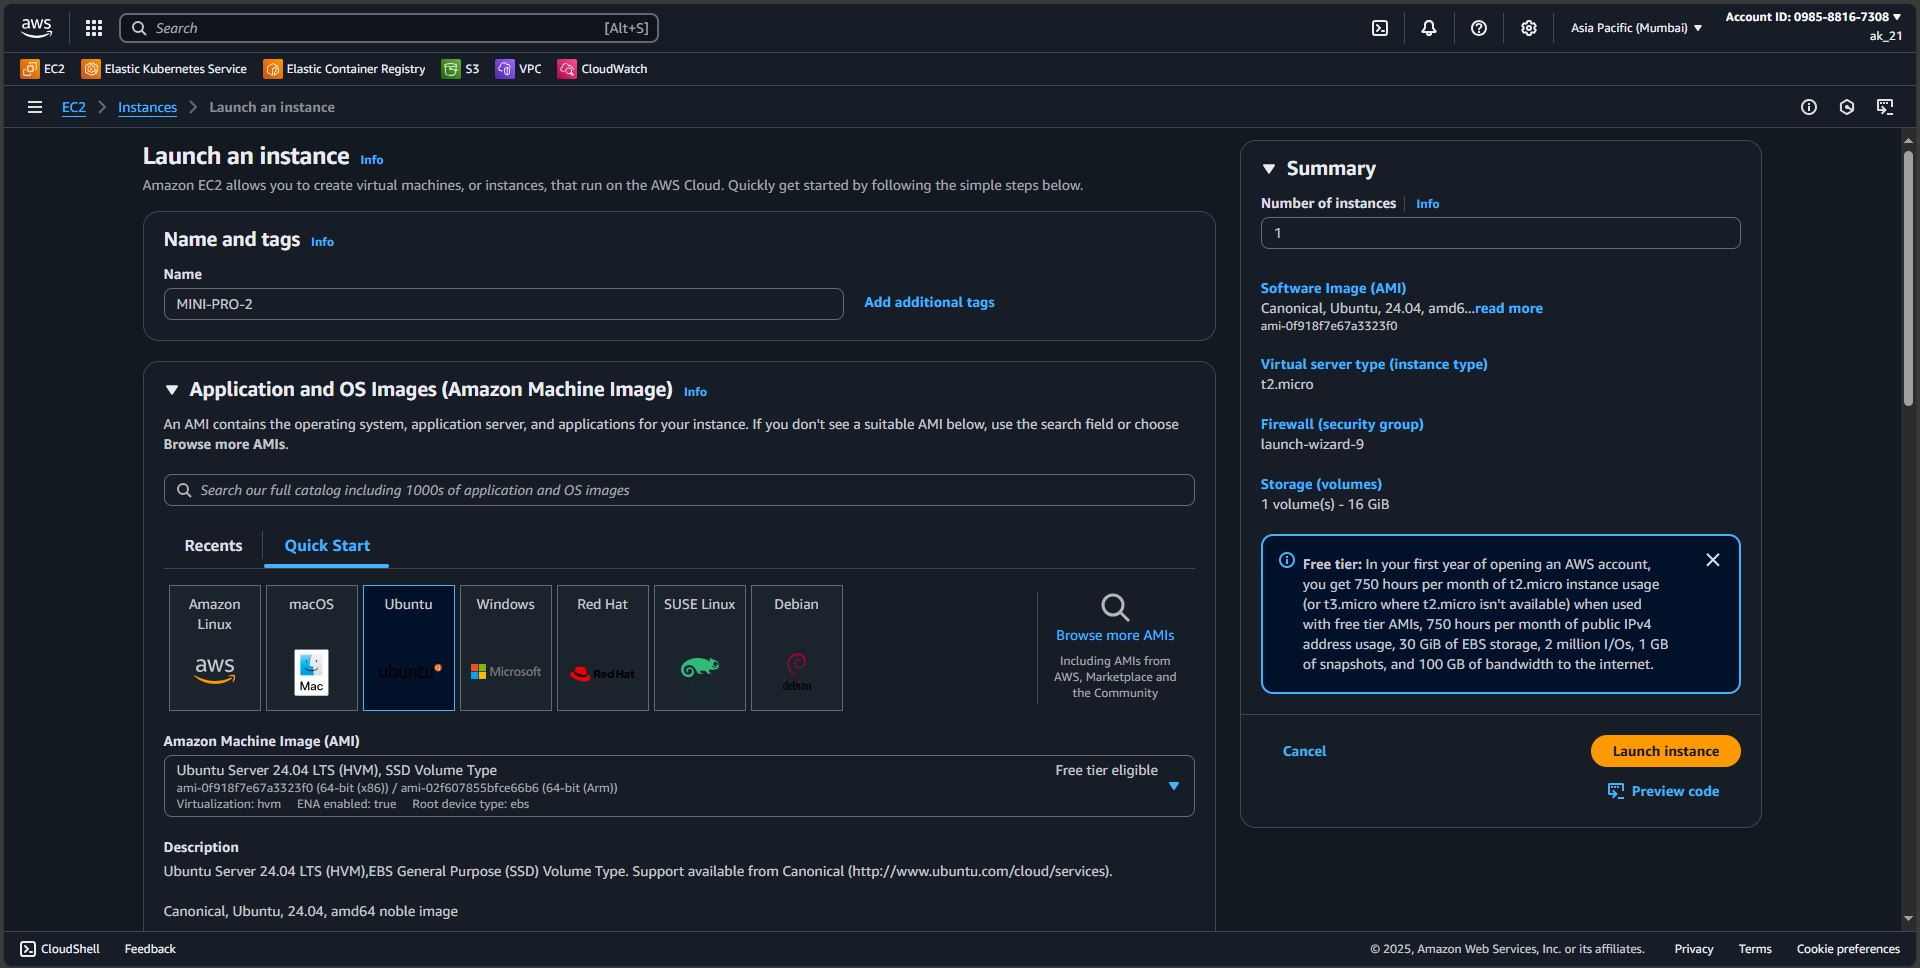 aws
Search
[Alt+S]
Asia Pacific (Mumbai)
Account ID: 0985-8816-7308
ak_21
EC2
Elastic Kubernetes Service
Elastic Container Registry
S3
VPC
CloudWatch
EC2
Instances
Launch an instance
Launch an instance Info
Amazon EC2 allows you to create virtual machines, or instances, that run on the AWS Cloud. Quickly get started by following the simple steps below.
Name and tags Info
Name
MINI-PRO-2
Add additional tags
Application and OS Images (Amazon Machine Image) Info
An AMI contains the operating system, application server, and applications for your instance. If you don't see a suitable AMI below, use the search field or choose
Browse more AMIs.
Search our full catalog including 1000s of application and OS images
Recents
Quick Start
Amazon
Linux
aws
macOS
Mac
Ubuntu
ubuntu
Windows
Microsoft
Red Hat
Red Hat
SUSE Linux
Debian
debian
Browse more AMIs
Including AMIs from
AWS, Marketplace and
the Community
Amazon Machine Image (AMI)
Ubuntu Server 24.04 LTS (HVM), SSD Volume Type
Free tier eligible
ami-0f918f7e67a3323f0 (64-bit (x86)) / ami-02f607855bfce66b6 (64-bit (Arm))
Virtualization: hvm ENA enabled: true Root device type: ebs
Description
Ubuntu Server 24.04 LTS (HVM),EBS General Purpose (SSD) Volume Type. Support available from Canonical (http://www.ubuntu.com/cloud/services).
Canonical, Ubuntu, 24.04, amd64 noble image
Summary
Number of instances Info
1
Software Image (AMI)
Canonical, Ubuntu, 24.04, amd6...read more
ami-0f918f7e67a3323f0
Virtual server type (instance type)
t2.micro
Firewall (security group)
launch-wizard-9
Storage (volumes)
1 volume(s) - 16 GiB
Free tier: In your first year of opening an AWS account,
you get 750 hours per month of t2.micro instance usage
(or t3.micro where t2.micro isn't available) when used
with free tier AMIs, 750 hours per month of public IPv4
address usage, 30 GiB of EBS storage, 2 million I/Os, 1 GB
of snapshots, and 100 GB of bandwidth to the internet.
Cancel
Launch instance
Preview code
CloudShell
Feedback
© 2025, Amazon Web Services, Inc. or its affiliates.
Privacy
Terms
Cookie preferences